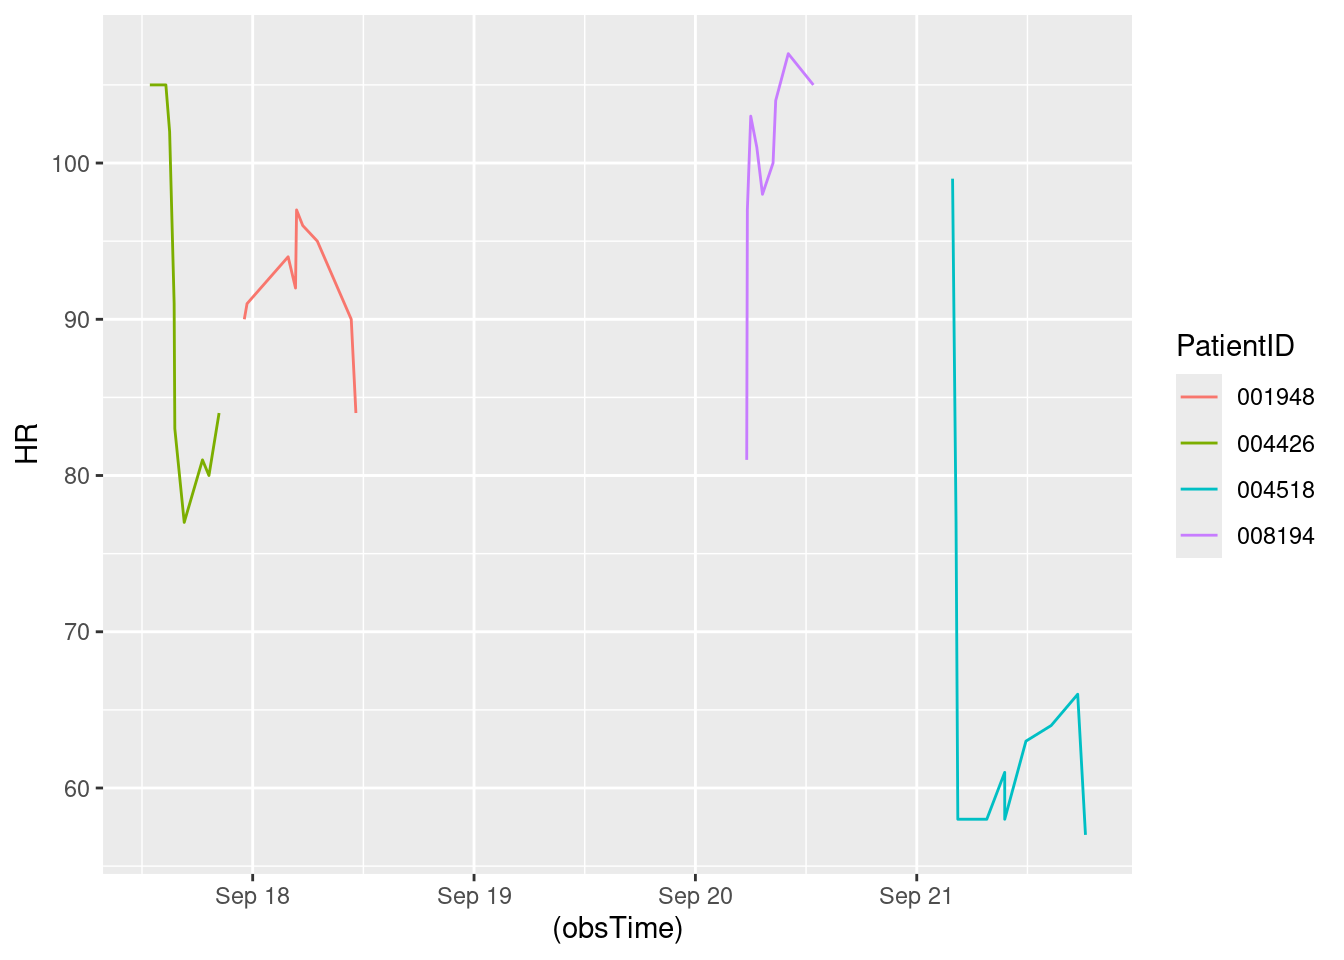 100
90
80
70
60
HR
Sep 18
Sep 19
Sep 20
Sep 21
(obsTime)
PatientID
001948
004426
004518
008194